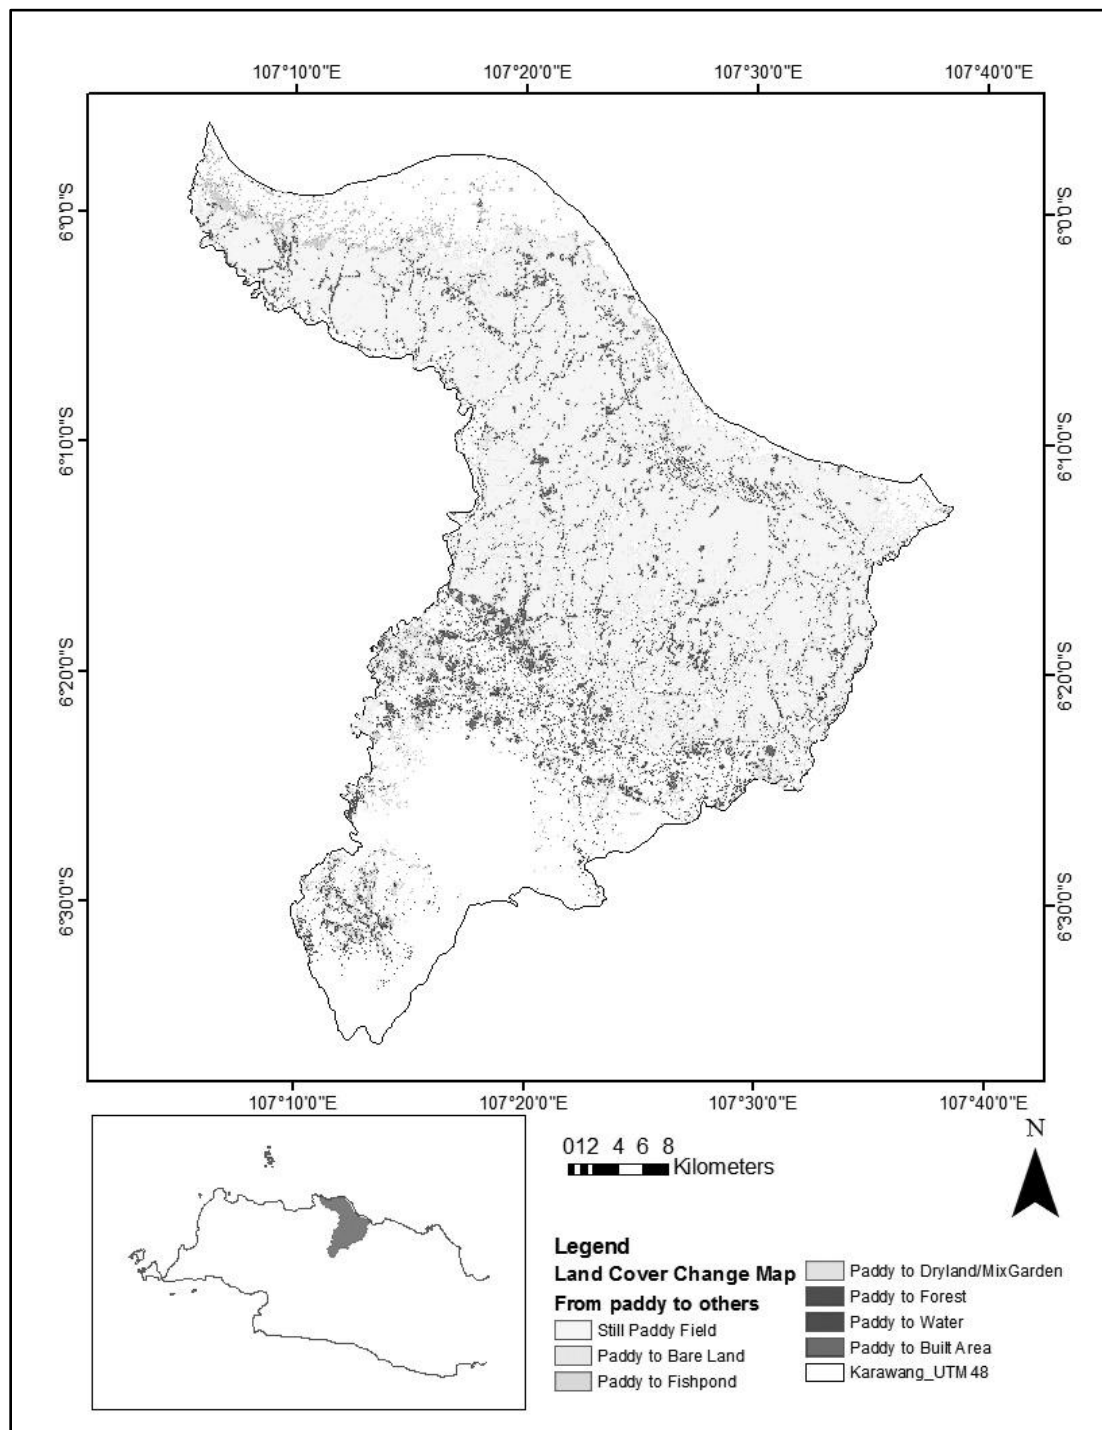 107°10'0"E 107°20'0"E 107°30'0"E 107°40'0"E
6°0'0"S 6°0'0"S
6°10'0"S 6°10'0"S
6°20'0"S 6°20'0"S
6°30'0"S 6°30'0"S
107°10'0"E 107°20'0"E 107°30'0"E 107°40'0"E
N
012 4 6 8
Kilometers
Legend
Land Cover Change Map
From paddy to others
Still Paddy Field
Paddy to Bare Land
Paddy to Fishpond
Paddy to Dryland/MixGarden
Paddy to Forest
Paddy to Water
Paddy to Built Area
Karawang_UTM48